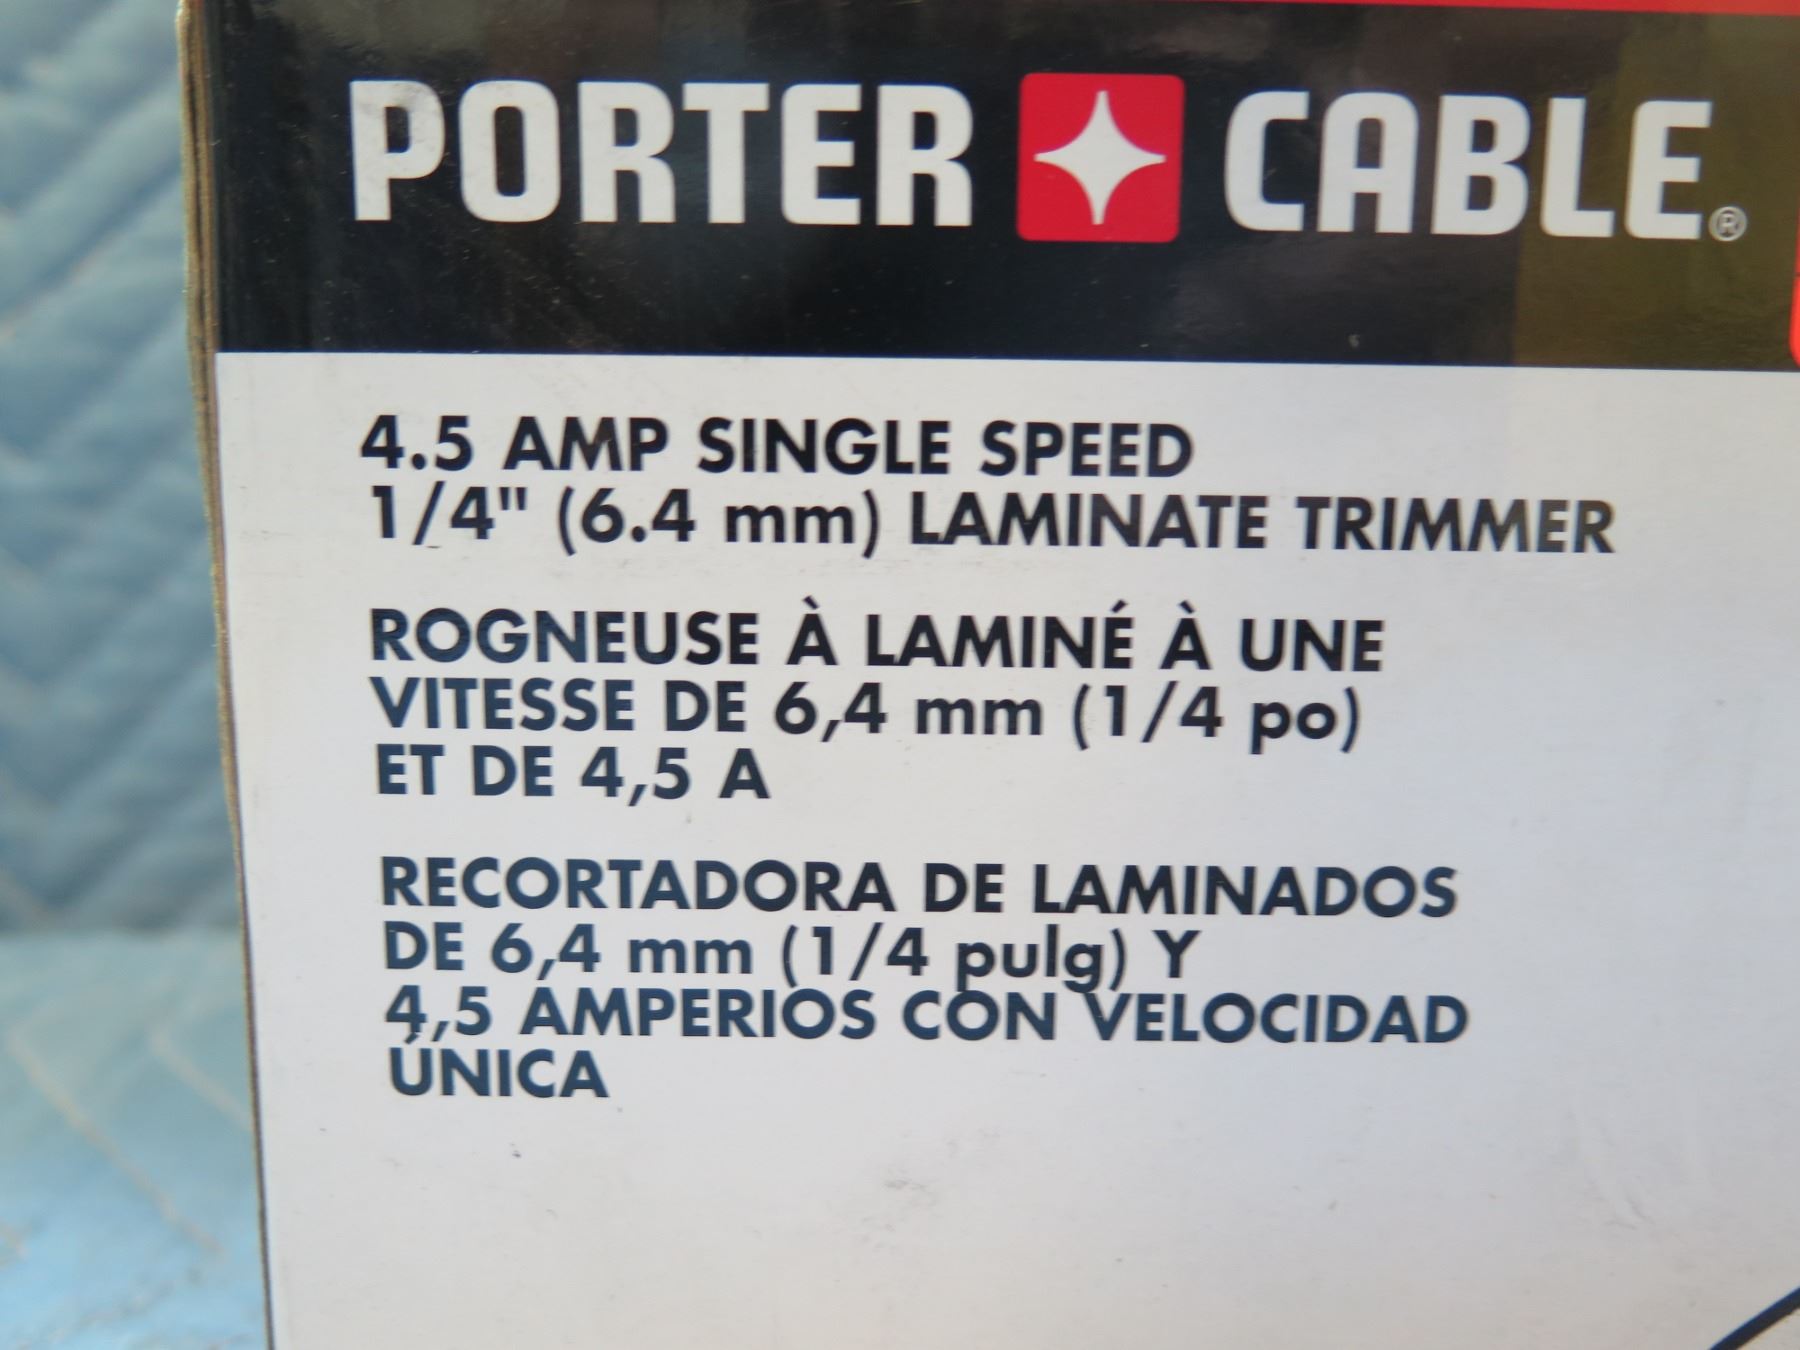 PORTER CABLE®
4.5 AMP SINGLE SPEED
1/4" (6.4 mm) LAMINATE TRIMMER
ROGNEUSE À LAMINÉ À UNE
VITESSE DE 6,4 mm (1/4 po)
ET DE 4,5 A
RECORTADORA DE LAMINADOS
DE 6,4 mm (1/4 pulg) Y
4,5 AMPERIOS CON VELOCIDAD
ÚNICA